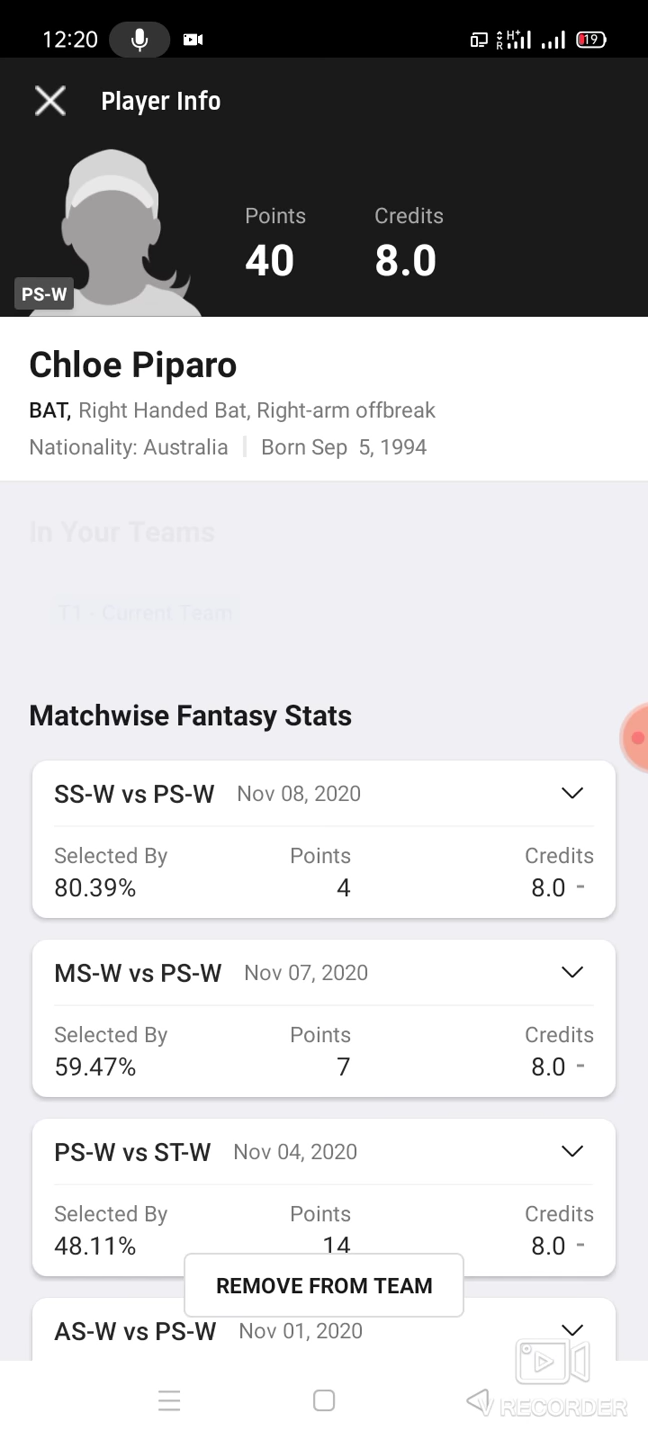 12:20
H+
R
19
Player Info
Points Credits
40 8.0
PS-W
Chloe Piparo
BAT, Right Handed Bat, Right-arm offbreak
Nationality: Australia | Born Sep 5, 1994
In Your Teams
T1 - Current Team
Matchwise Fantasy Stats
SS-W vs PS-W Nov 08, 2020
Selected By Points Credits
80.39% 4 8.0 -
MS-W vs PS-W Nov 07, 2020
Selected By Points Credits
59.47% 7 8.0 -
PS-W vs ST-W Nov 04, 2020
Selected By Points Credits
48.11% 14 8.0 -
REMOVE FROM TEAM
AS-W vs PS-W Nov 01, 2020
V RECORDER